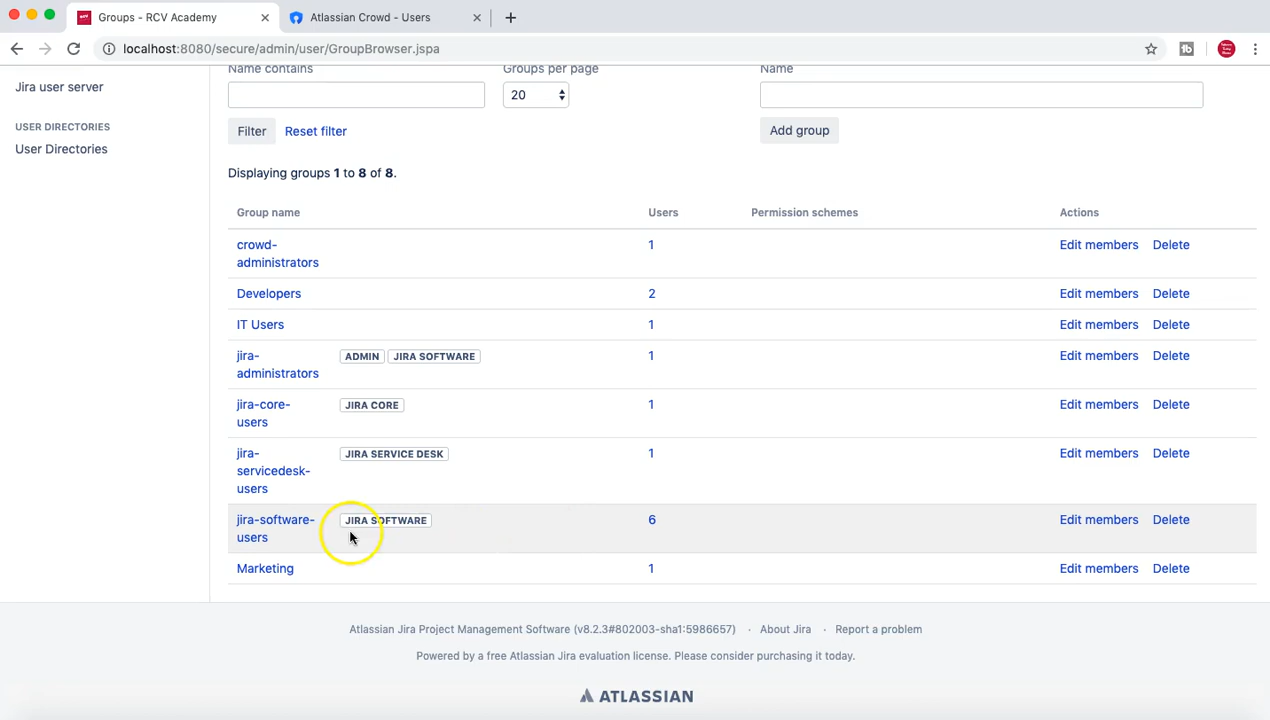 Groups - RCV Academy
Atlassian Crowd - Users
localhost:8080/secure/admin/user/GroupBrowser.jspa
Jira user server
USER DIRECTORIES
User Directories
Name contains
Groups per page
Name
20
Filter
Reset filter
Add group
Displaying groups 1 to 8 of 8.
Group name Users Permission schemes Actions
crowd-
administrators
1 Edit members Delete
Developers 2 Edit members Delete
IT Users 1 Edit members Delete
jira-
administrators
ADMIN JIRA SOFTWARE 1 Edit members Delete
jira-core-
users
JIRA CORE 1 Edit members Delete
jira-
servicedesk-
users
JIRA SERVICE DESK 1 Edit members Delete
jira-software-
users
JIRA SOFTWARE 6 Edit members Delete
Marketing 1 Edit members Delete
Atlassian Jira Project Management Software (v8.2.3#802003-sha1:5986657) · About Jira · Report a problem
Powered by a free Atlassian Jira evaluation license. Please consider purchasing it today.
ATLASSIAN